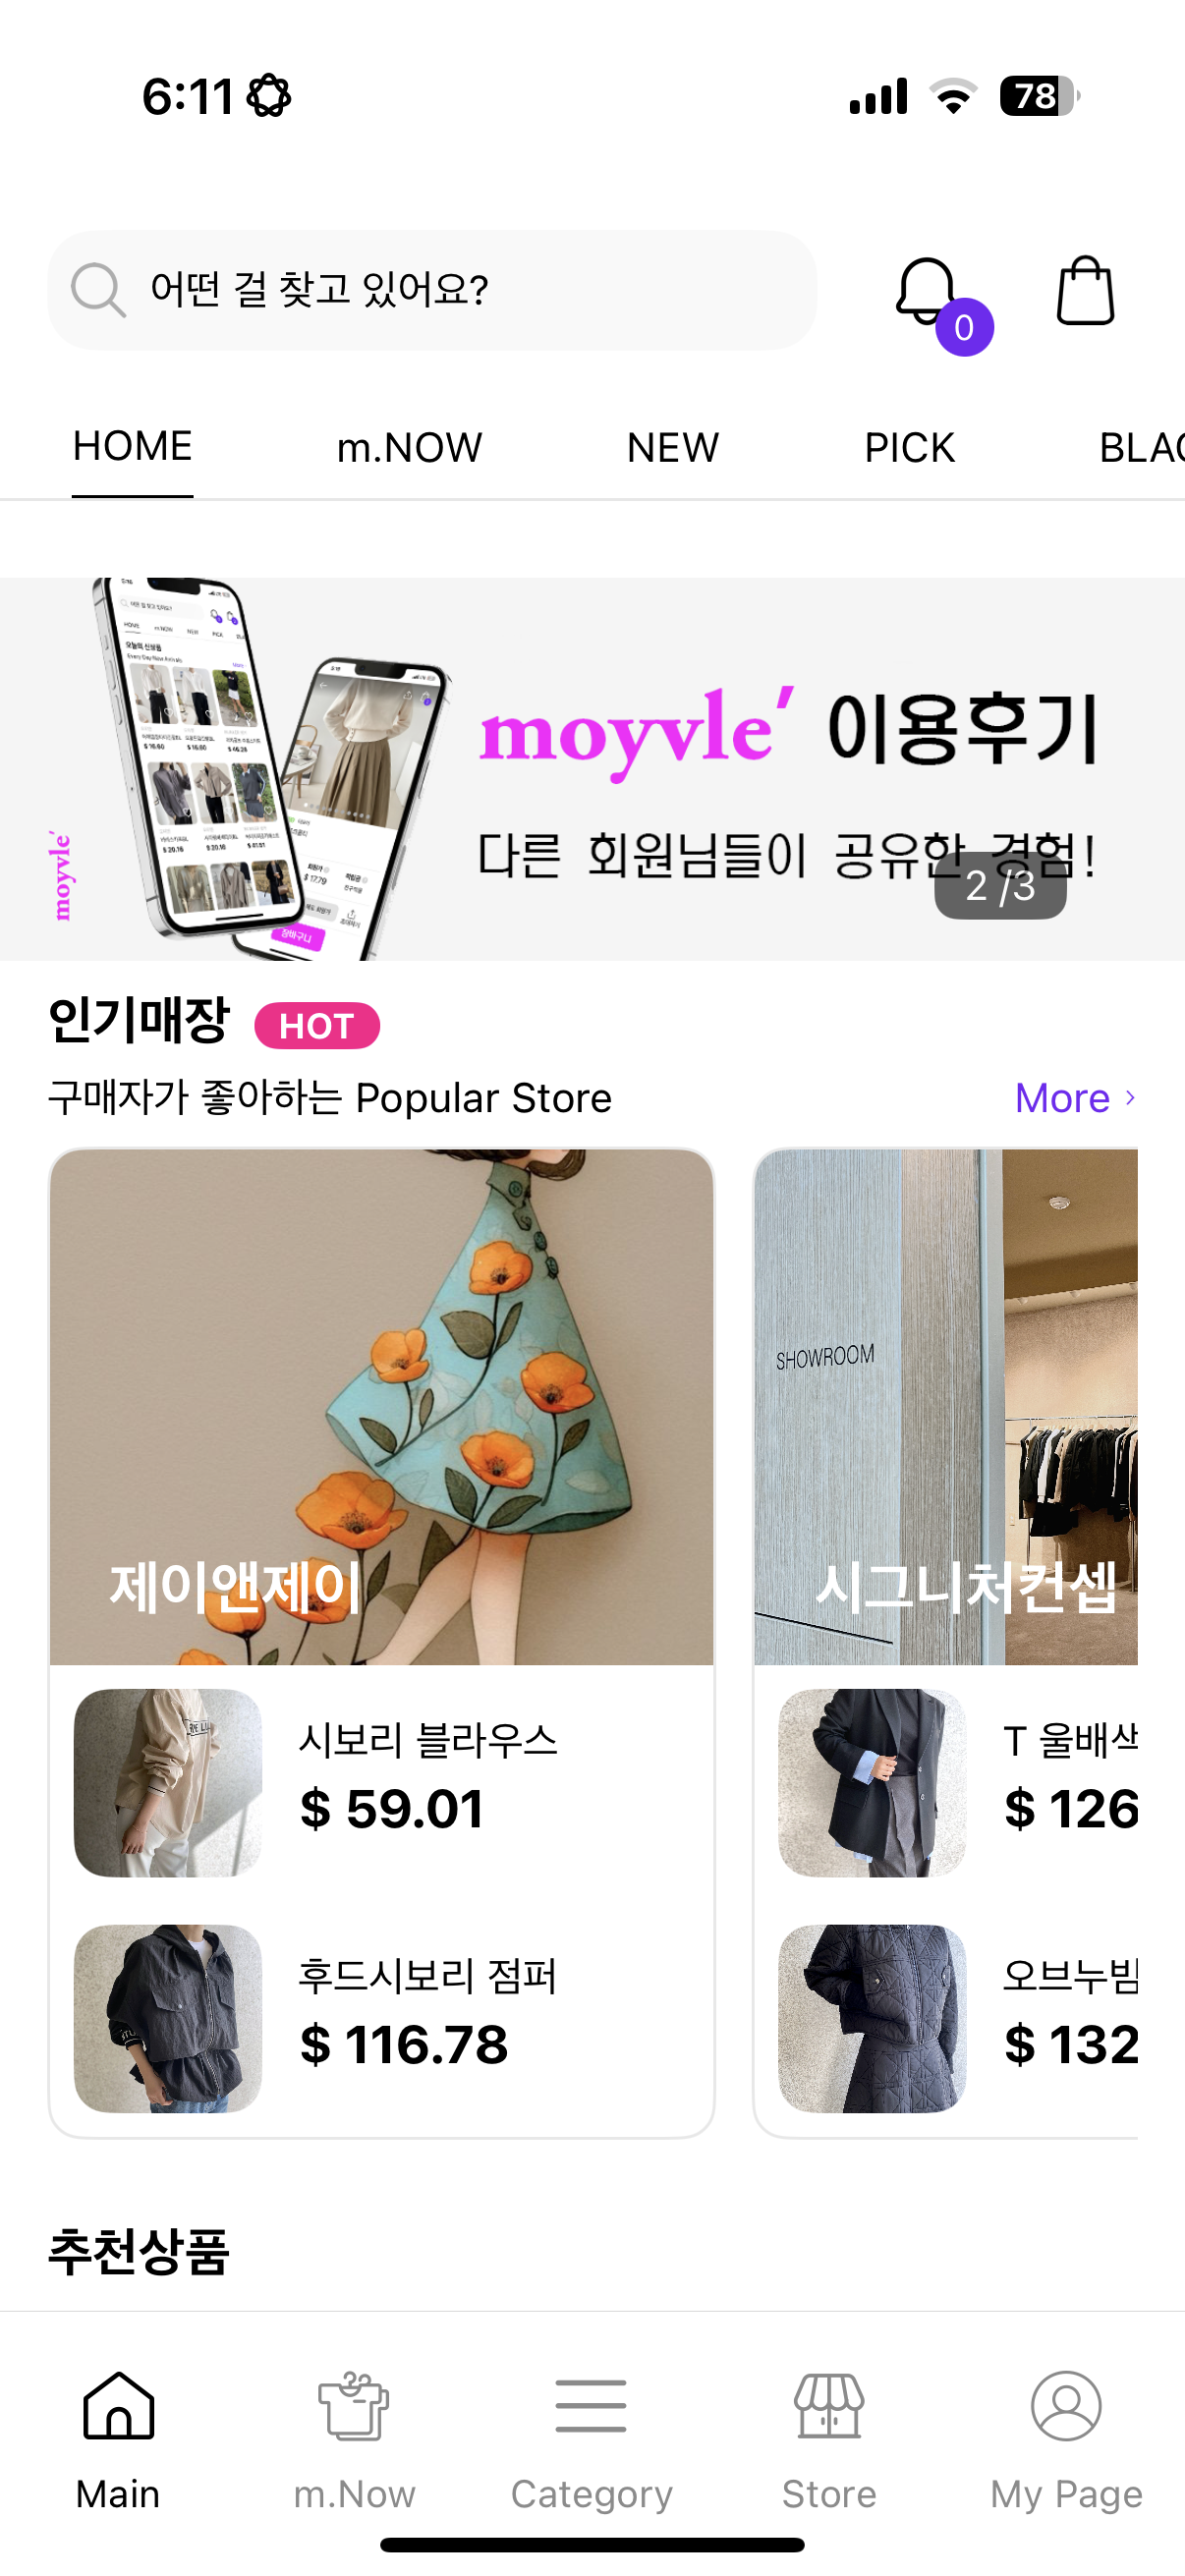 6:11
78
어떤 걸 찾고 있어요?
0
HOME m.NOW NEW PICK BLAC
moyvle' 이용후기
다른 회원님들이 공유한 경험!
2 /3
moyvle'
인기매장 HOT
구매자가 좋아하는 Popular Store More >
SHOWROOM
제이앤제이
시그니처컨셉
시보리 블라우스
$ 59.01
T 울배색
$ 126
후드시보리 점퍼
$ 116.78
오브누빔
$ 132
추천상품
Main m.Now Category Store My Page